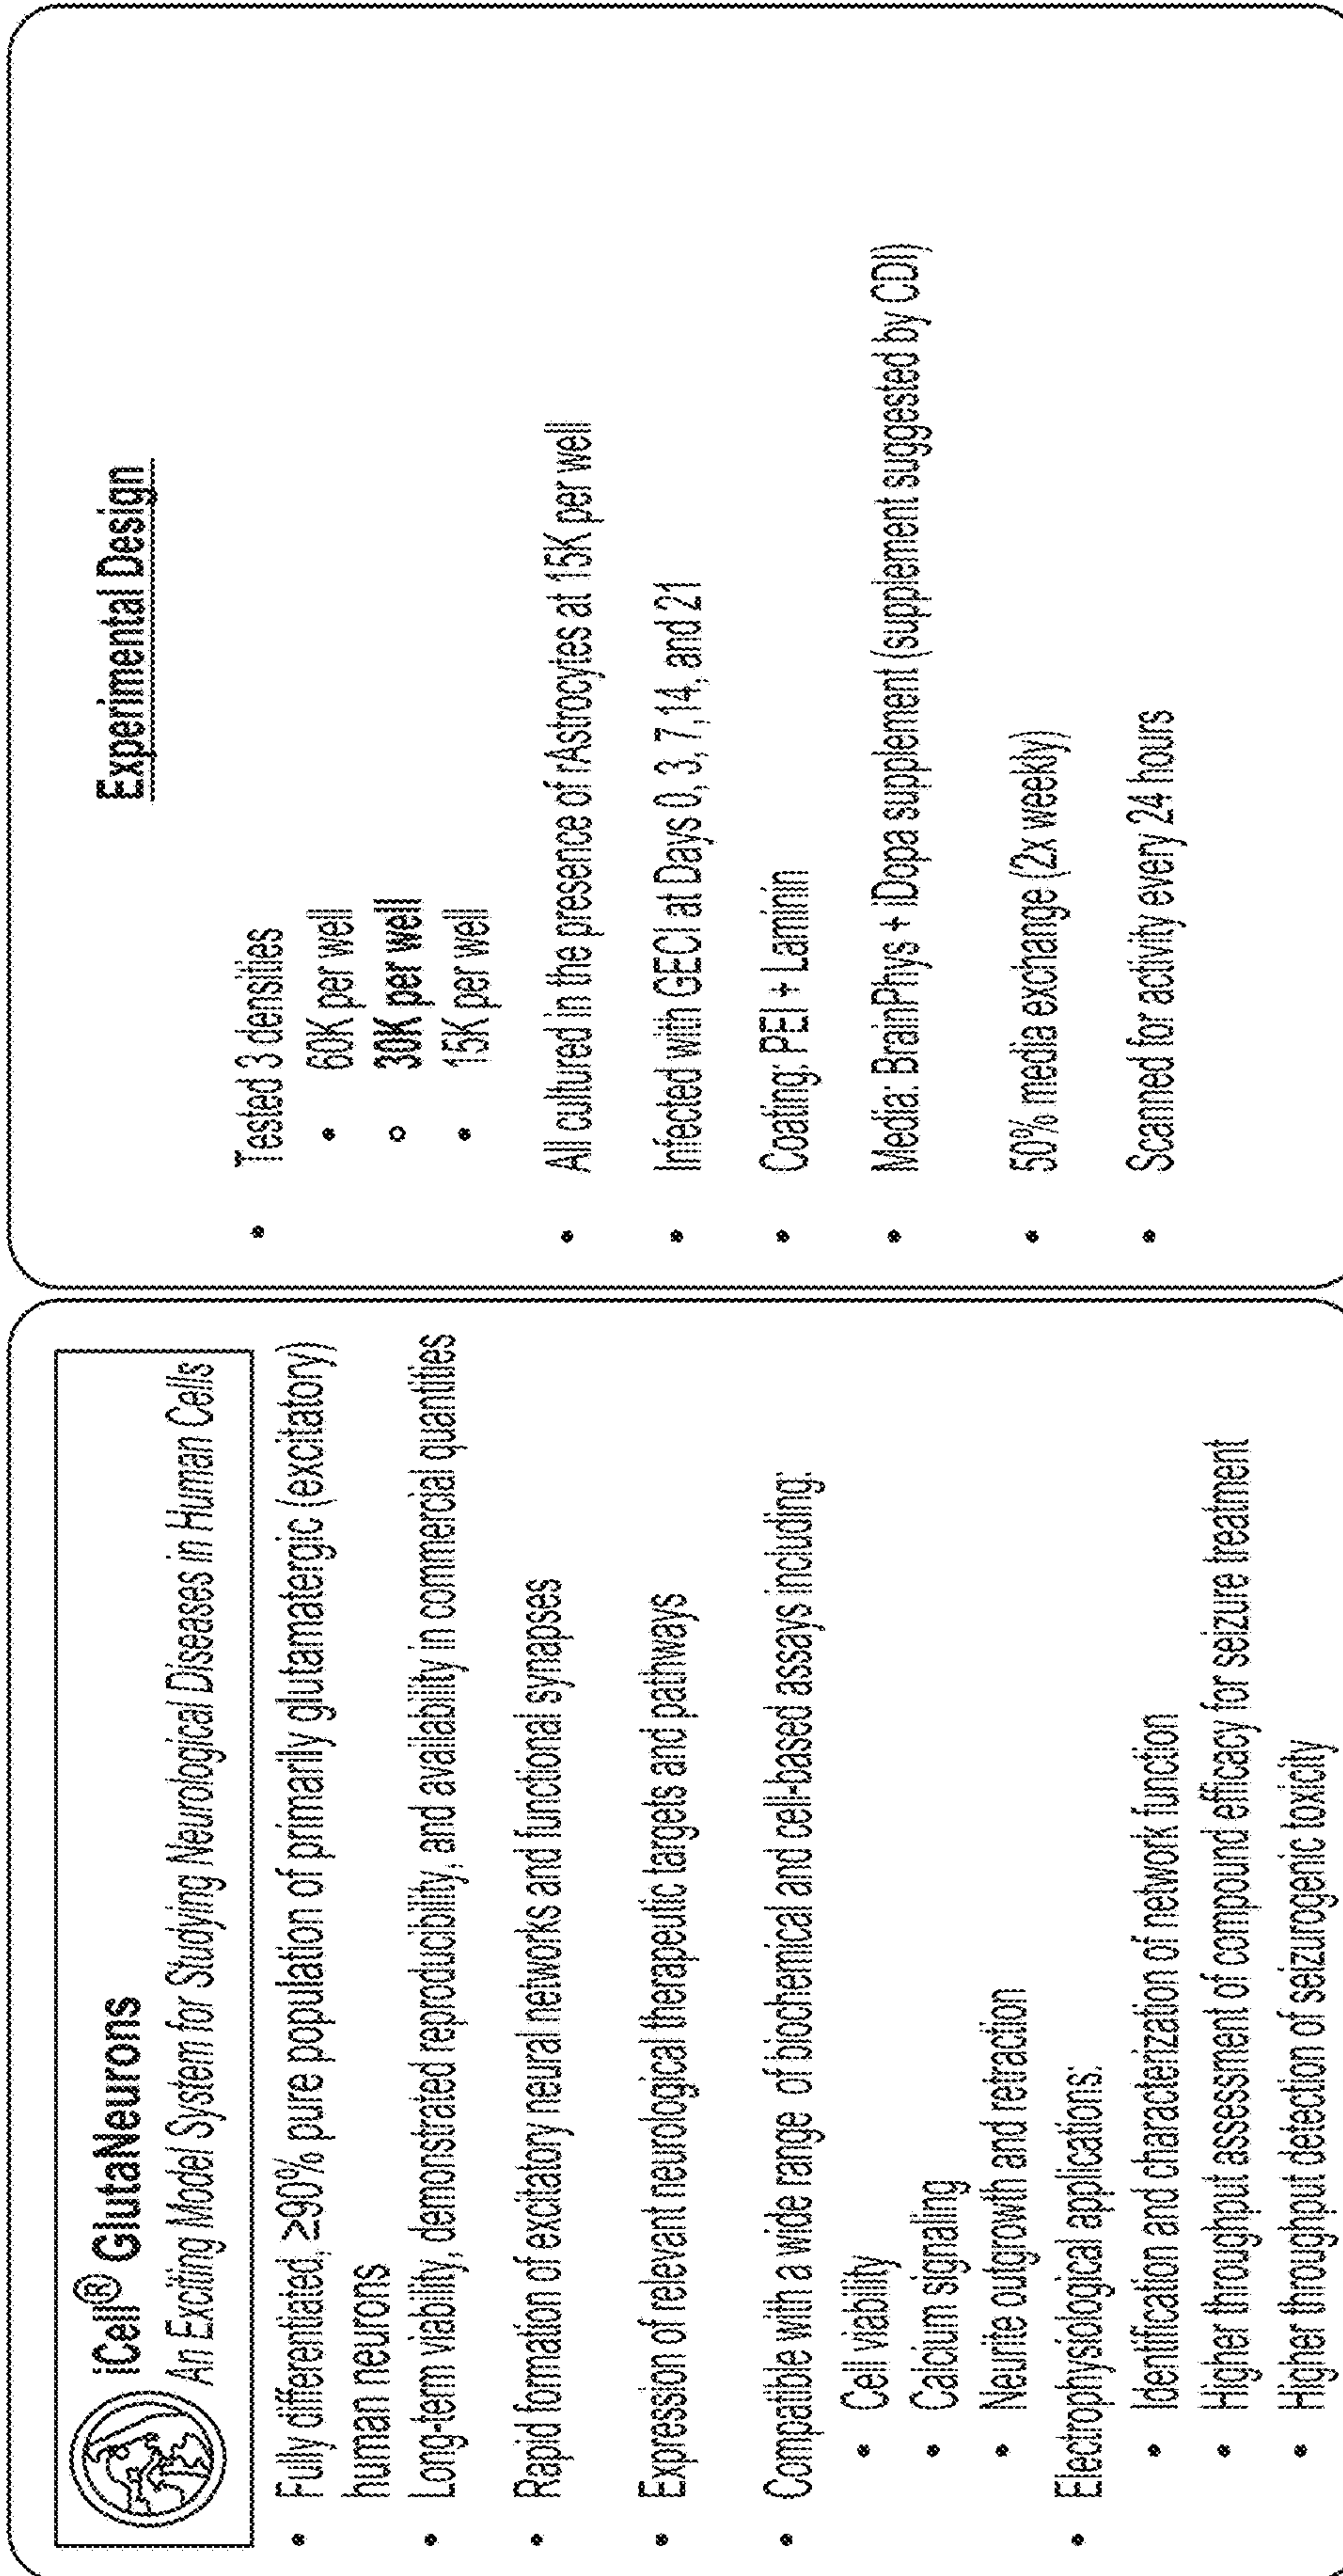 iCell® GlutaNeurons
An Exciting Model System for Studying Neurological Diseases in Human Cells
• Fully differentiated, ≥90% pure population of primarily glutamatergic (excitatory)
human neurons
• Long-term viability, demonstrated reproducibility, and availability in commercial quantities
• Rapid formation of excitatory neural networks and functional synapses
• Expression of relevant neurological therapeutic targets and pathways
• Compatible with a wide range of biochemical and cell-based assays including:
• Cell viability
• Calcium signaling
• Neurite outgrowth and retraction
• Electrophysiological applications:
• Identification and characterization of network function
• Higher throughput assessment of compound efficacy for seizure treatment
• Higher through detection of seizurogenic toxicity
Experimental Design
• Tested 3 densities
• 60K per well
○ 30K per well
• 15K per well
• All cultured in the presence of rAstrocytes at 15K per well
• Infected with GECI at Days 0, 3, 7,14, and 21
• Coating: PEI + Laminin
• Media: BrainPhys + iDopa supplement (supplement suggested by CDI)
• 50% media exchange (2x weekly)
• Scanned for activity every 24 hours